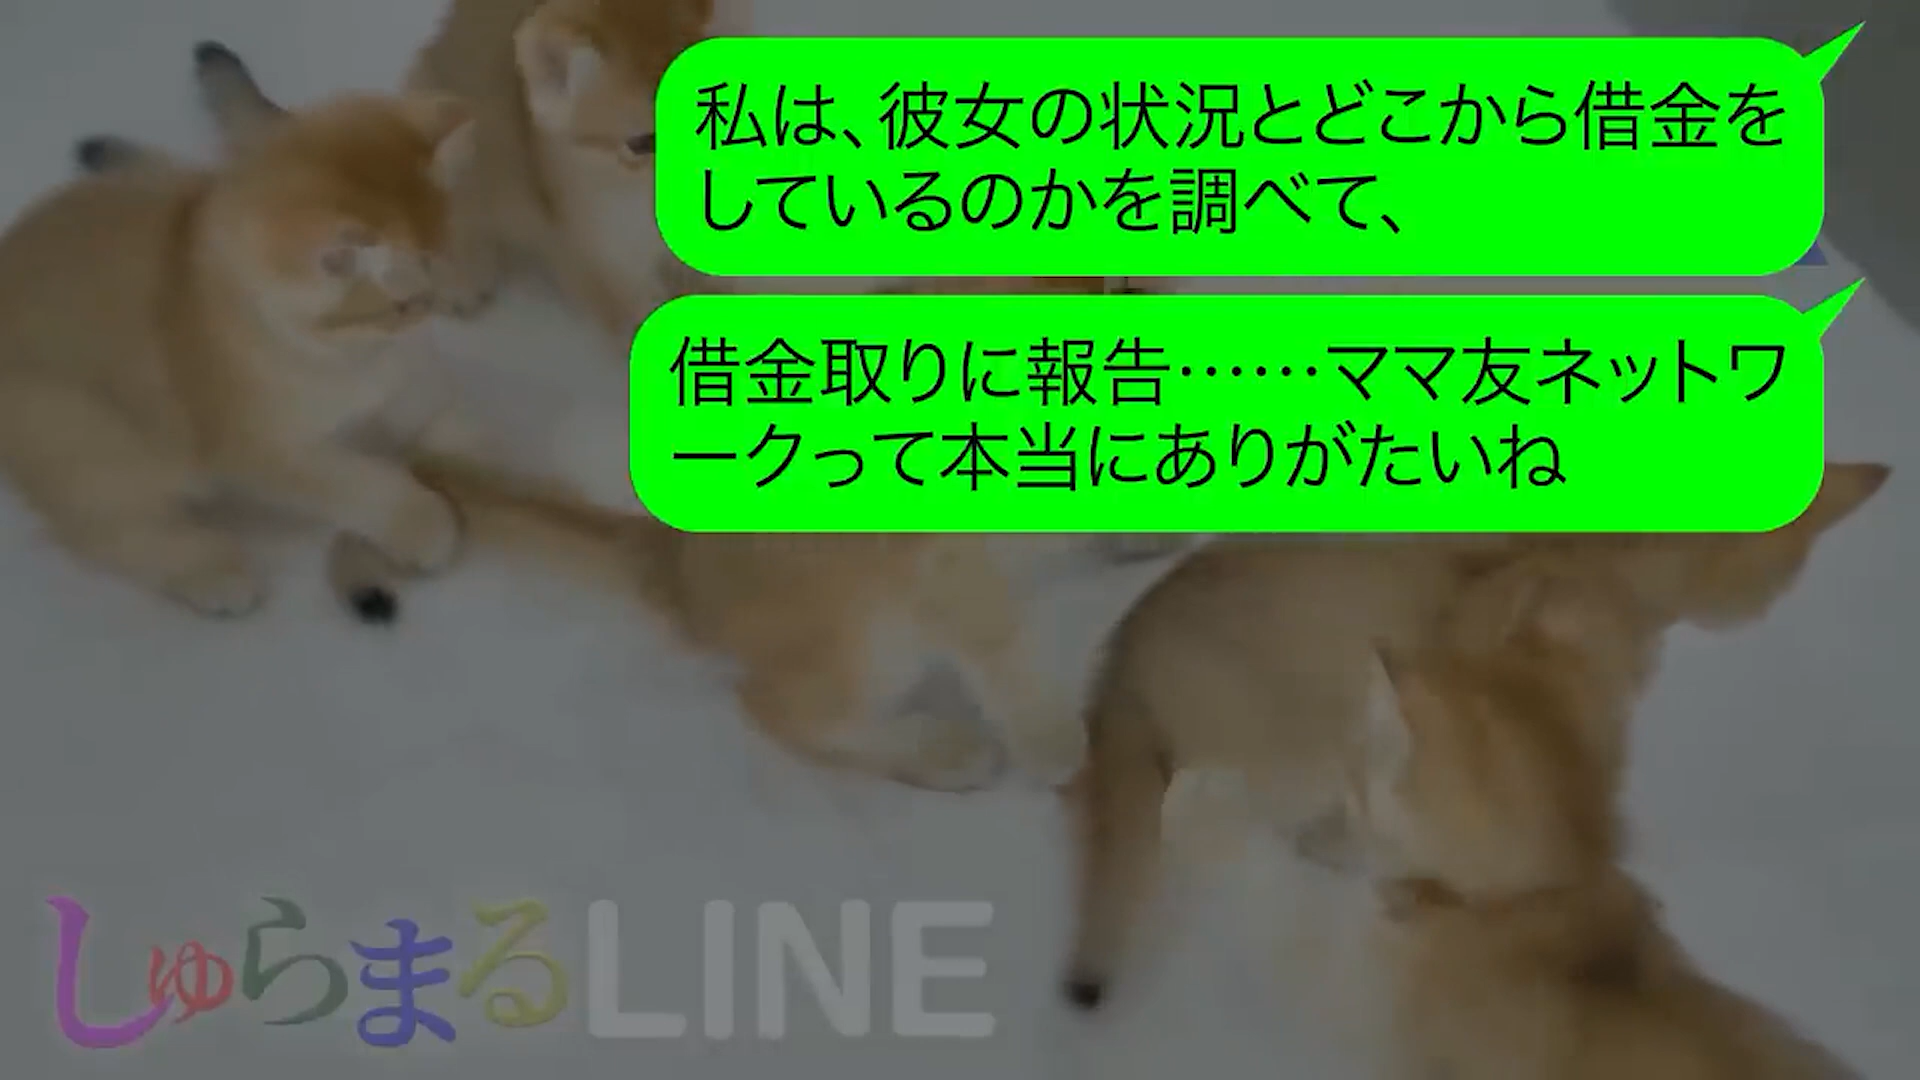 私は、彼女の状況とどこから借金を
しているのかを調べて、
借金取りに報告……ママ友ネットワ
ークって本当にありがたいね
しゅらまるLINE